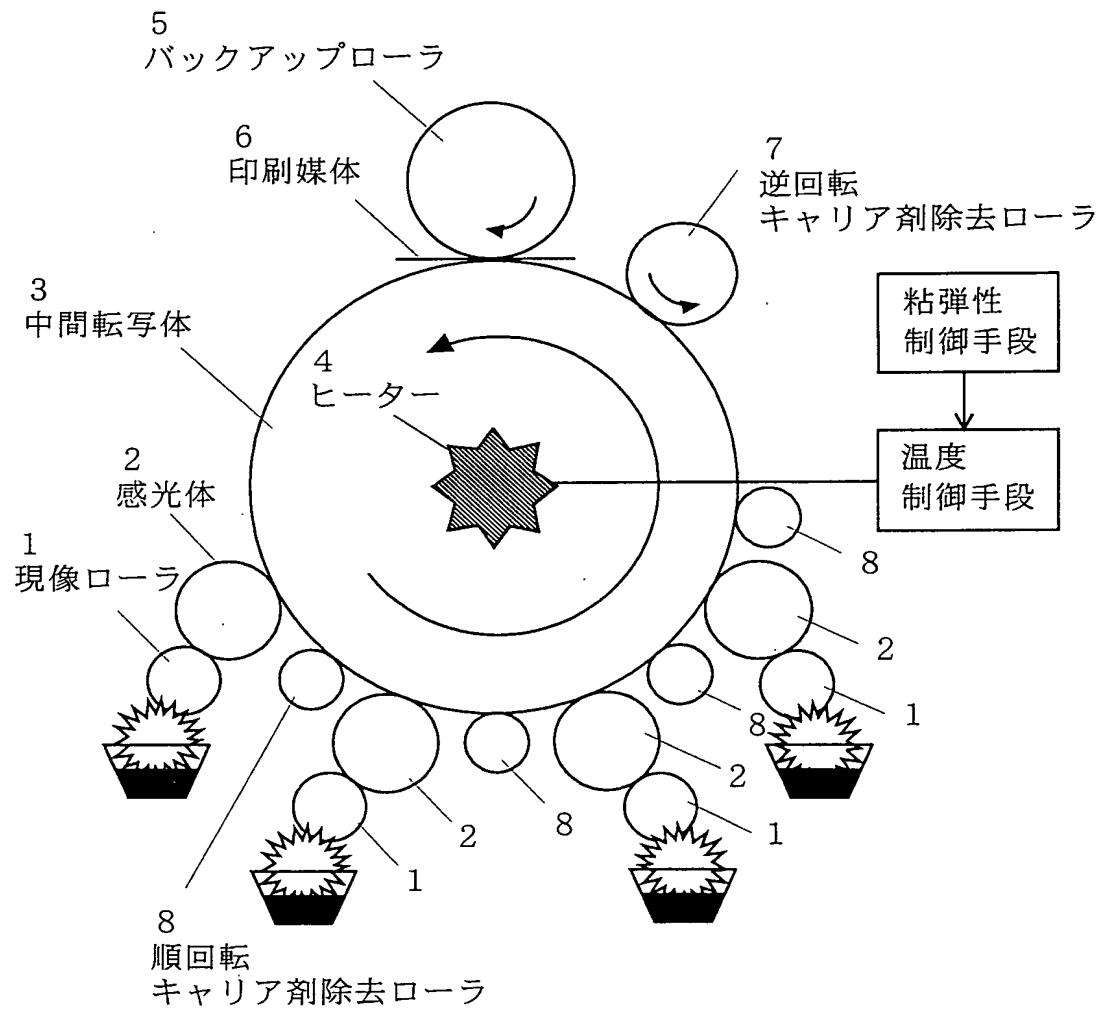 5
バックアップローラ
6
印刷媒体
7
逆回転
キャリア剤除去ローラ
3
中間転写体
粘弾性
制御手段
4
ヒーター
温度
制御手段
2
感光体
8
1
現像ローラ
2
8
1
2
8
1
2
1
8
順回転
キャリア剤除去ローラ